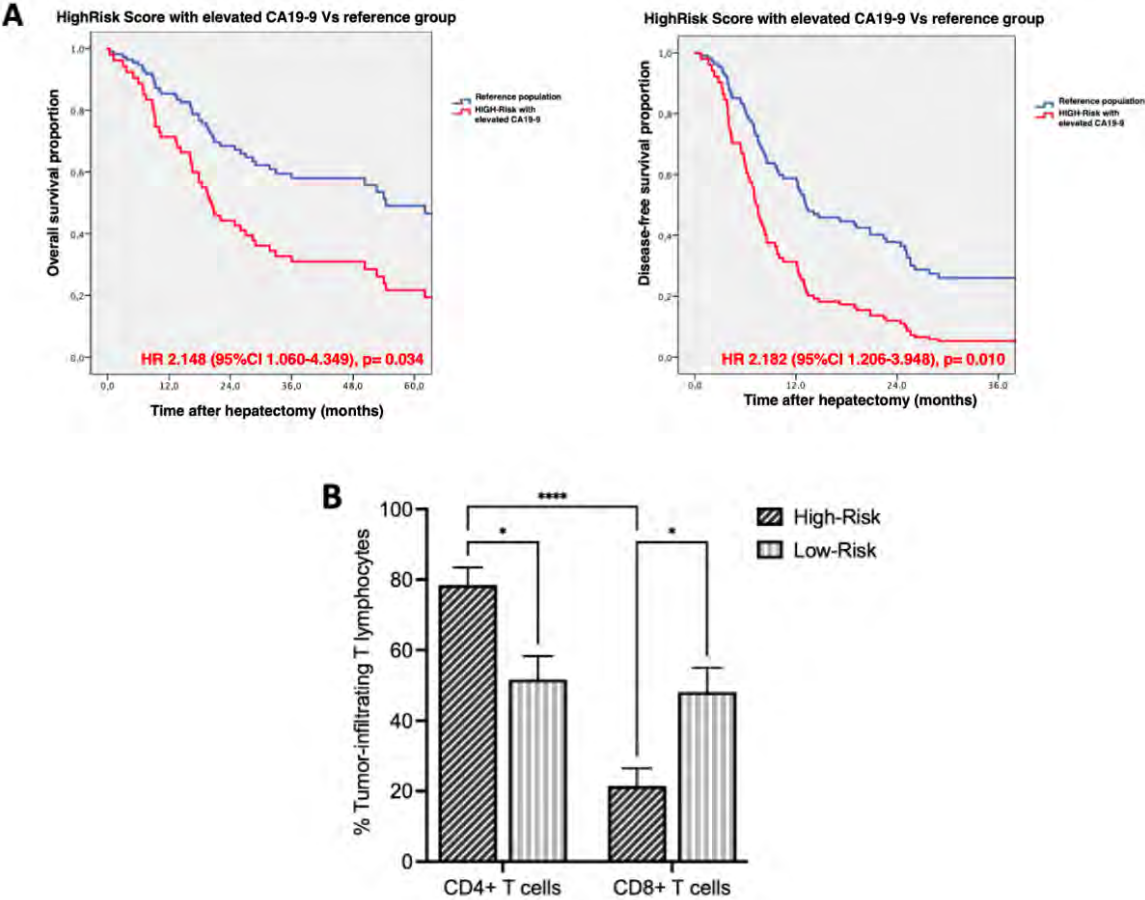 A
HighRisk Score with elevated CA19-9 Vs reference group
Overall survival proportion
1,0
0,8
0,6
0,4
0,2
0,0
0,0 12,0 24,0 36,0 48,0 60,0
Time after hepatectomy (months)
HR 2.148 (95%CI 1.060-4.349), p= 0.034
Reference population
HIGH-Risk with
elevated CA19-9
HighRisk Score with elevated CA19-9 Vs reference group
Disease-free survival proportion
1,0
0,8
0,6
0,4
0,2
0,0
0,0 12,0 24,0 36,0
Time after hepatectomy (months)
HR 2.182 (95%CI 1.206-3.948), p= 0.010
Reference population
HIGH-Risk with
elevated CA19-9
B
% Tumor-infiltrating T lymphocytes
100
80
60
40
20
0
****
*
*
CD4+ T cells CD8+ T cells
High-Risk
Low-Risk